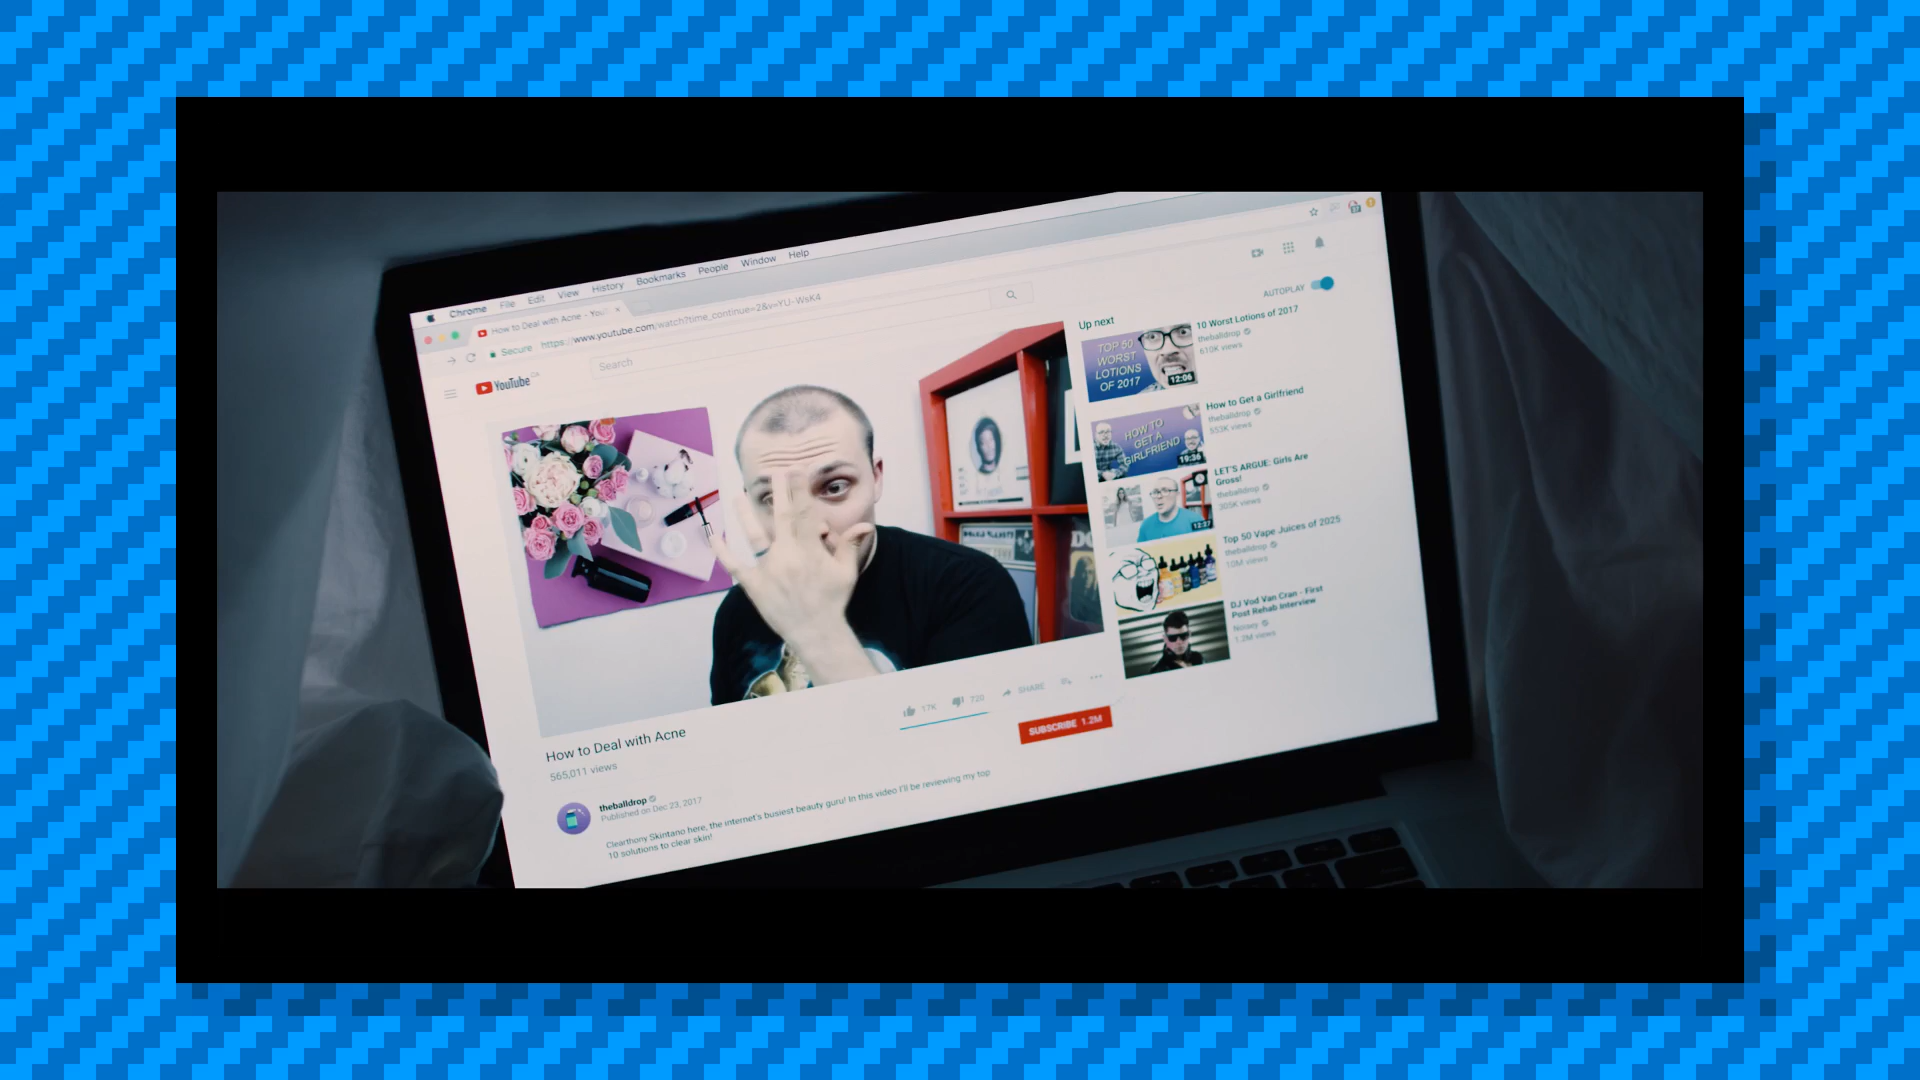 Chrome File Edit View History Bookmarks People Window Help
How to Deal with Acne - You
Secure https://www.youtube.com/watch?time_continue=2&v=YU-WsK4
YouTube CA
Search
AUTOPLAY
Up next
TOP 50
WORST
LOTIONS
OF 2017
12:06
10 Worst Lotions of 2017
theballdrop
610K views
HOW TO
GET A
GIRLFRIEND
19:36
How to Get a Girlfriend
theballdrop
553K views
12:27
LET'S ARGUE: Girls Are
Gross!
theballdrop
305K views
Top 50 Vape Juices of 2025
theballdrop
10M views
DJ Vod Van Cran - First
Post Rehab Interview
Noisey
1.2M views
17K 720 SHARE
SUBSCRIBE 1.2M
How to Deal with Acne
565,011 views
theballdrop
Published on Dec 23, 2017
Clearthony Skintano here, the internet's busiest beauty guru! In this video I'll be reviewing my top
10 solutions to clear skin!